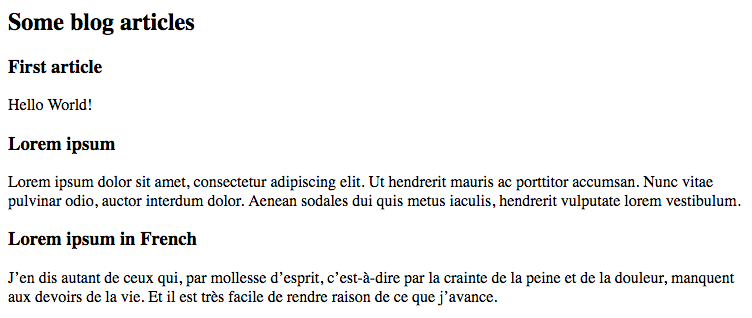 Some blog articles
First article
Hello World!
Lorem ipsum
Lorem ipsum dolor sit amet, consectetur adipiscing elit. Ut hendrerit mauris ac porttitor accumsan. Nunc vitae
pulvinar odio, auctor interdum dolor. Aenean sodales dui quis metus iaculis, hendrerit vulputate lorem vestibulum.
Lorem ipsum in French
J’en dis autant de ceux qui, par mollesse d’esprit, c’est-à-dire par la crainte de la peine et de la douleur, manquent
aux devoirs de la vie. Et il est très facile de rendre raison de ce que j’avance.